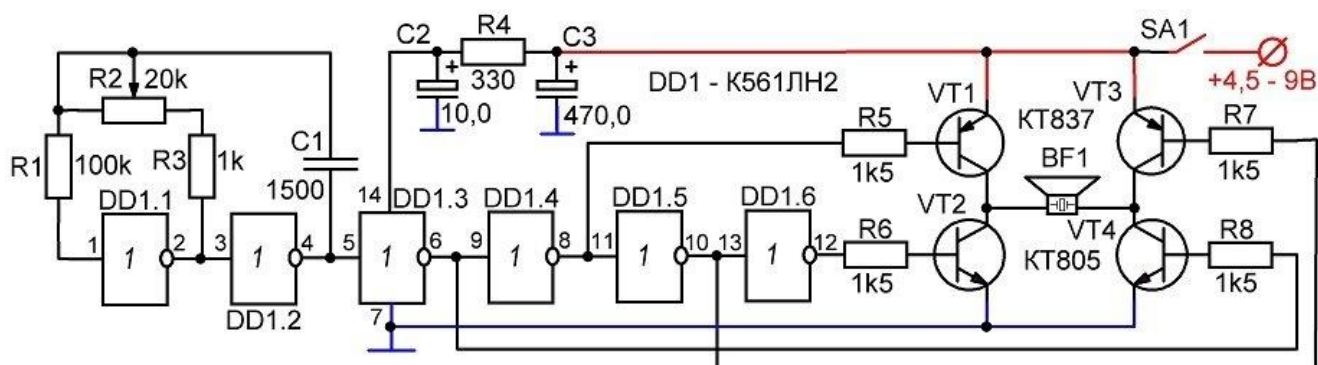 C2
R4
C3
SA1
R2
20k
+
330
+
DD1 - К561ЛН2
+4,5 - 9В
10,0
470,0
VT1
VT3
КТ837
R1
100k
R3
1k
C1
R5
1k5
BF1
R7
1k5
1500
DD1.1
14
DD1.3
DD1.4
DD1.5
DD1.6
VT2
VT4
1
1
2
3
1
4
5
1
6
9
1
8
11
1
10
13
1
12
R6
1k5
КТ805
R8
1k5
DD1.2
7